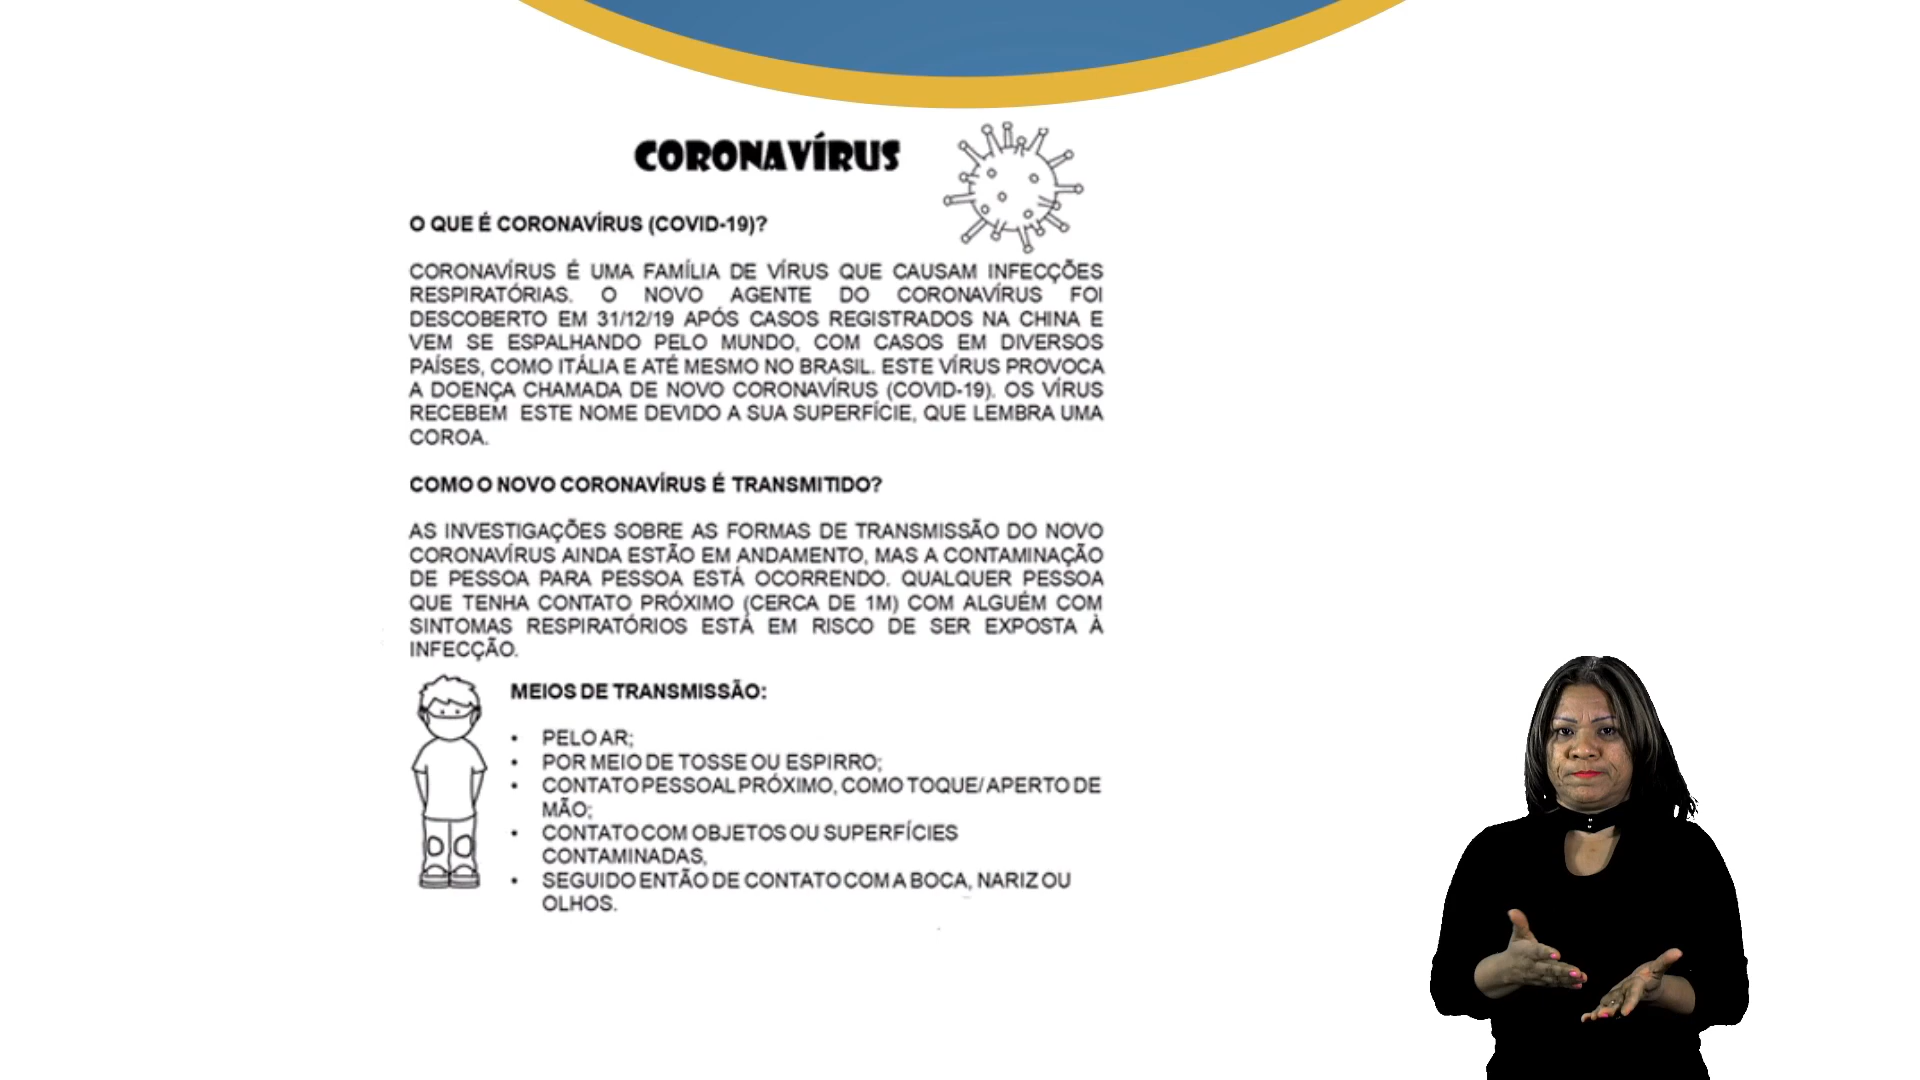 CORONAVÍRUS
O QUE É CORONAVÍRUS (COVID-19)?
CORONAVÍRUS É UMA FAMÍLIA DE VÍRUS QUE CAUSAM INFECÇÕES
RESPIRATÓRIAS. O NOVO AGENTE DO CORONAVÍRUS FOI
DESCOBERTO EM 31/12/19 APÓS CASOS REGISTRADOS NA CHINA E
VEM SE ESPALHANDO PELO MUNDO, COM CASOS EM DIVERSOS
PAÍSES, COMO ITÁLIA E ATÉ MESMO NO BRASIL. ESTE VÍRUS PROVOCA
A DOENÇA CHAMADA DE NOVO CORONAVÍRUS (COVID-19). OS VÍRUS
RECEBEM ESTE NOME DEVIDO A SUA SUPERFÍCIE, QUE LEMBRA UMA
COROA.
COMO O NOVO CORONAVÍRUS É TRANSMITIDO?
AS INVESTIGAÇÕES SOBRE AS FORMAS DE TRANSMISSÃO DO NOVO
CORONAVÍRUS AINDA ESTÃO EM ANDAMENTO, MAS A CONTAMINAÇÃO
DE PESSOA PARA PESSOA ESTÁ OCORRENDO. QUALQUER PESSOA
QUE TENHA CONTATO PRÓXIMO (CERCA DE 1M) COM ALGUÉM COM
SINTOMAS RESPIRATÓRIOS ESTÁ EM RISCO DE SER EXPOSTA À
INFECÇÃO.
MEIOS DE TRANSMISSÃO:
• PELO AR;
• POR MEIO DE TOSSE OU ESPIRRO;
• CONTATO PESSOAL PRÓXIMO, COMO TOQUE/ APERTO DE
MÃO;
• CONTATO COM OBJETOS OU SUPERFÍCIES
CONTAMINADAS,
• SEGUIDO ENTÃO DE CONTATO COM A BOCA, NARIZ OU
OLHOS.